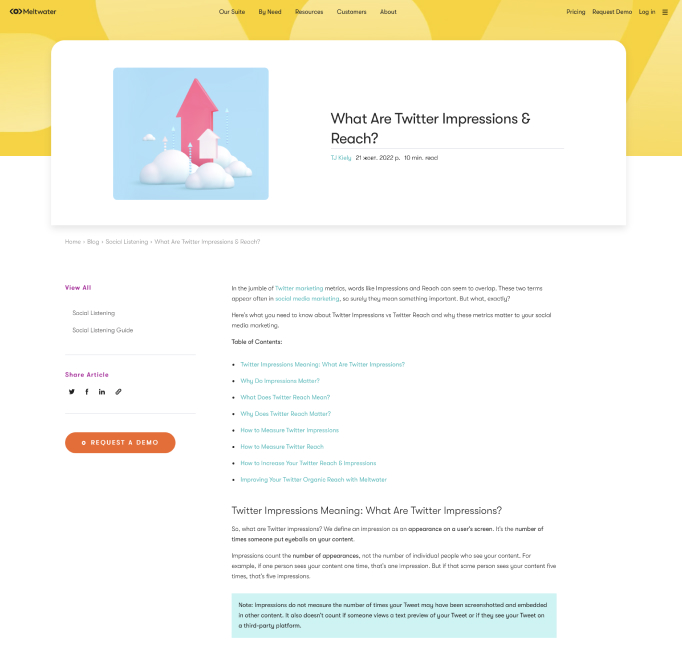 Meltwater
Our Suite By Need Resources Customers About
Pricing Request Demo Log in
What Are Twitter Impressions &
Reach?
TJ Kiely 21 жовт. 2022 р. 10 min. read
Home › Blog › Social Listening › What Are Twitter Impressions & Reach?
View All
Social Listening
Social Listening Guide
Share Article
REQUEST A DEMO
In the jumble of Twitter marketing metrics, words like Impressions and Reach can seem to overlap. These two terms
appear often in social media marketing, so surely they mean something important. But what, exactly?
Here's what you need to know about Twitter Impressions vs Twitter Reach and why these metrics matter to your social
media marketing.
Table of Contents:
Twitter Impressions Meaning: What Are Twitter Impressions?
Why Do Impressions Matter?
What Does Twitter Reach Mean?
Why Does Twitter Reach Matter?
How to Measure Twitter Impressions
How to Measure Twitter Reach
How to Increase Your Twitter Reach & Impressions
Improving Your Twitter Organic Reach with Meltwater
Twitter Impressions Meaning: What Are Twitter Impressions?
So, what are Twitter impressions? We define an impression as an appearance on a user's screen. It's the number of
times someone put eyeballs on your content.
Impressions count the number of appearances, not the number of individual people who see your content. For
example, if one person sees your content one time, that's one impression. But if that same person sees your content five
times, that's five impressions.
Note: Impressions do not measure the number of times your Tweet may have been screenshotted and embedded
in other content. It also doesn't count if someone views a text preview of your Tweet or if they see your Tweet on
a third-party platform.